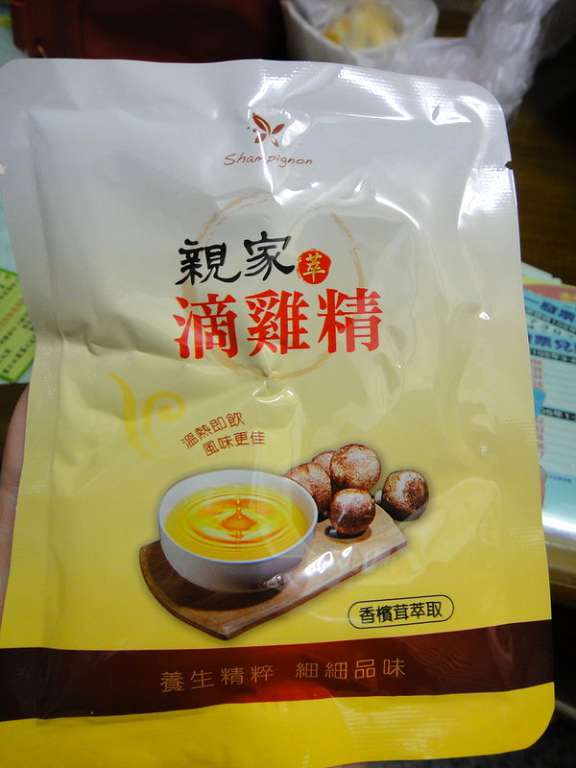 Shampignon
親家萃
滴雞精
溫熱即飲
風味更佳
香檳茸萃取
養生精粹 細細品味